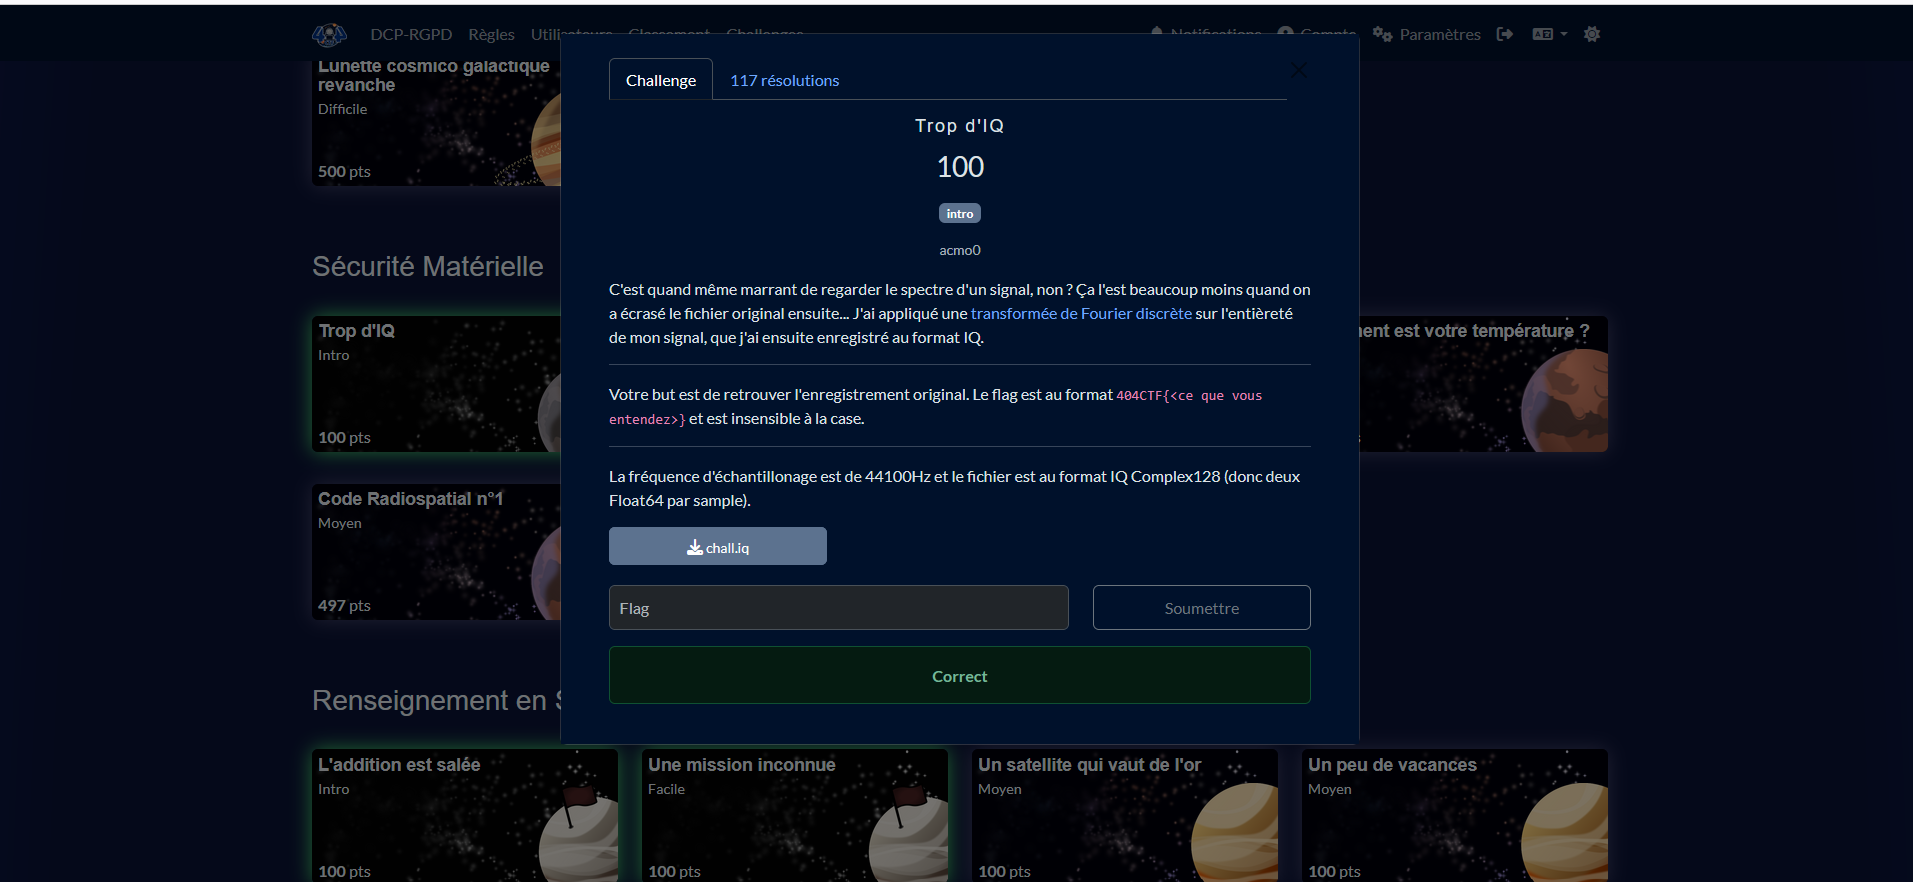 DCP-RGPD Règles Utilisateurs Classement Challenges Notifications Compte Paramètres
Lunette cosmico galactique
revanche
Difficile
500 pts
Challenge
117 résolutions
Trop d'IQ
100
intro
acmo0
C'est quand même marrant de regarder le spectre d'un signal, non ? Ça l'est beaucoup moins quand on
a écrasé le fichier original ensuite... J'ai appliqué une transformée de Fourier discrète sur l'entièreté
de mon signal, que j'ai ensuite enregistré au format IQ.
Votre but est de retrouver l'enregistrement original. Le flag est au format 404CTF{<ce que vous
entendez>} et est insensible à la case.
La fréquence d'échantillonage est de 44100Hz et le fichier est au format IQ Complex128 (donc deux
Float64 par sample).
chall.iq
Flag
Soumettre
Correct
Sécurité Matérielle
Trop d'IQ
Intro
100 pts
ent est votre température ?
Code Radiospatial n°1
Moyen
497 pts
Renseignement en
L'addition est salée
Intro
100 pts
Une mission inconnue
Facile
100 pts
Un satellite qui vaut de l'or
Moyen
100 pts
Un peu de vacances
Moyen
100 pts